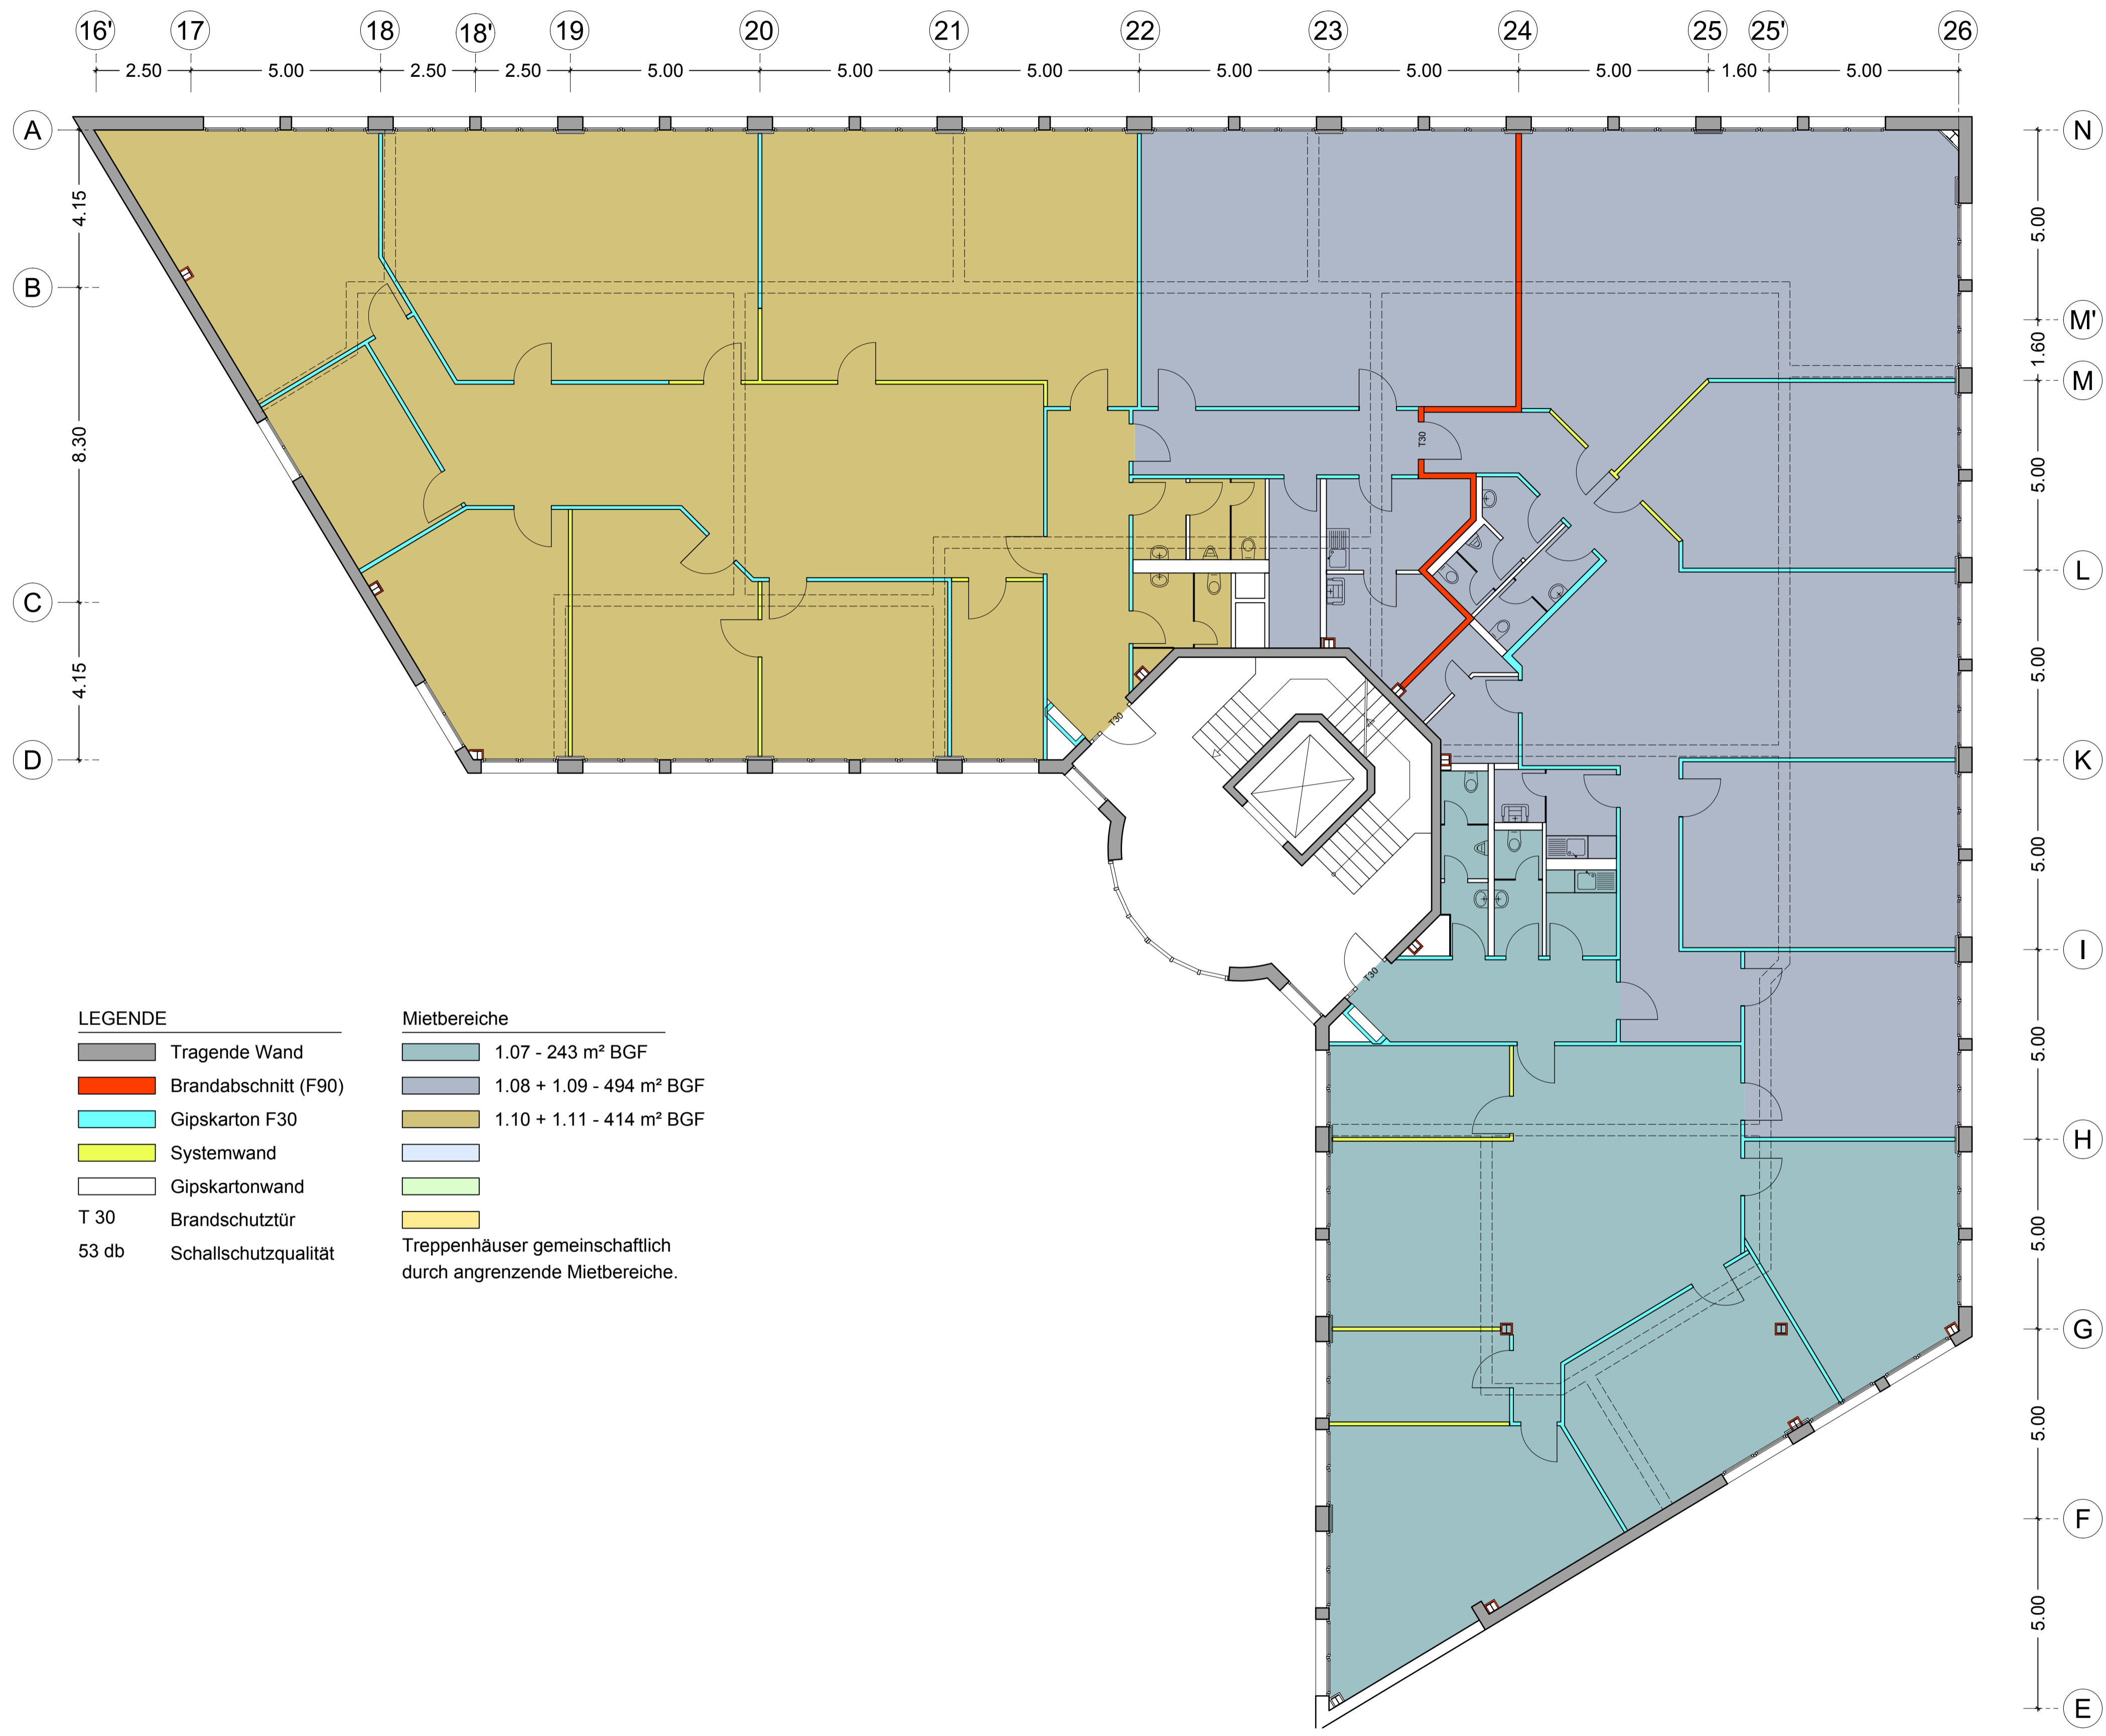 16' 17 18 18' 19 20 21 22 23 24 25 25' 26
2.50 5.00 2.50 2.50 5.00 5.00 5.00 5.00 5.00 5.00 1.60 5.00
A
N
4.15
5.00
B
M'
1.60
M
8.30
T30
5.00
L
C
5.00
4.15
T30
D
K
5.00
I
T30
5.00
H
5.00
G
5.00
F
5.00
E
LEGENDE
Tragende Wand
Brandabschnitt (F90)
Gipskarton F30
Systemwand
Gipskartonwand
T 30 Brandschutztür
53 db Schallschutzqualität
Mietbereiche
1.07 - 243 m² BGF
1.08 + 1.09 - 494 m² BGF
1.10 + 1.11 - 414 m² BGF
Treppenhäuser gemeinschaftlich
durch angrenzende Mietbereiche.